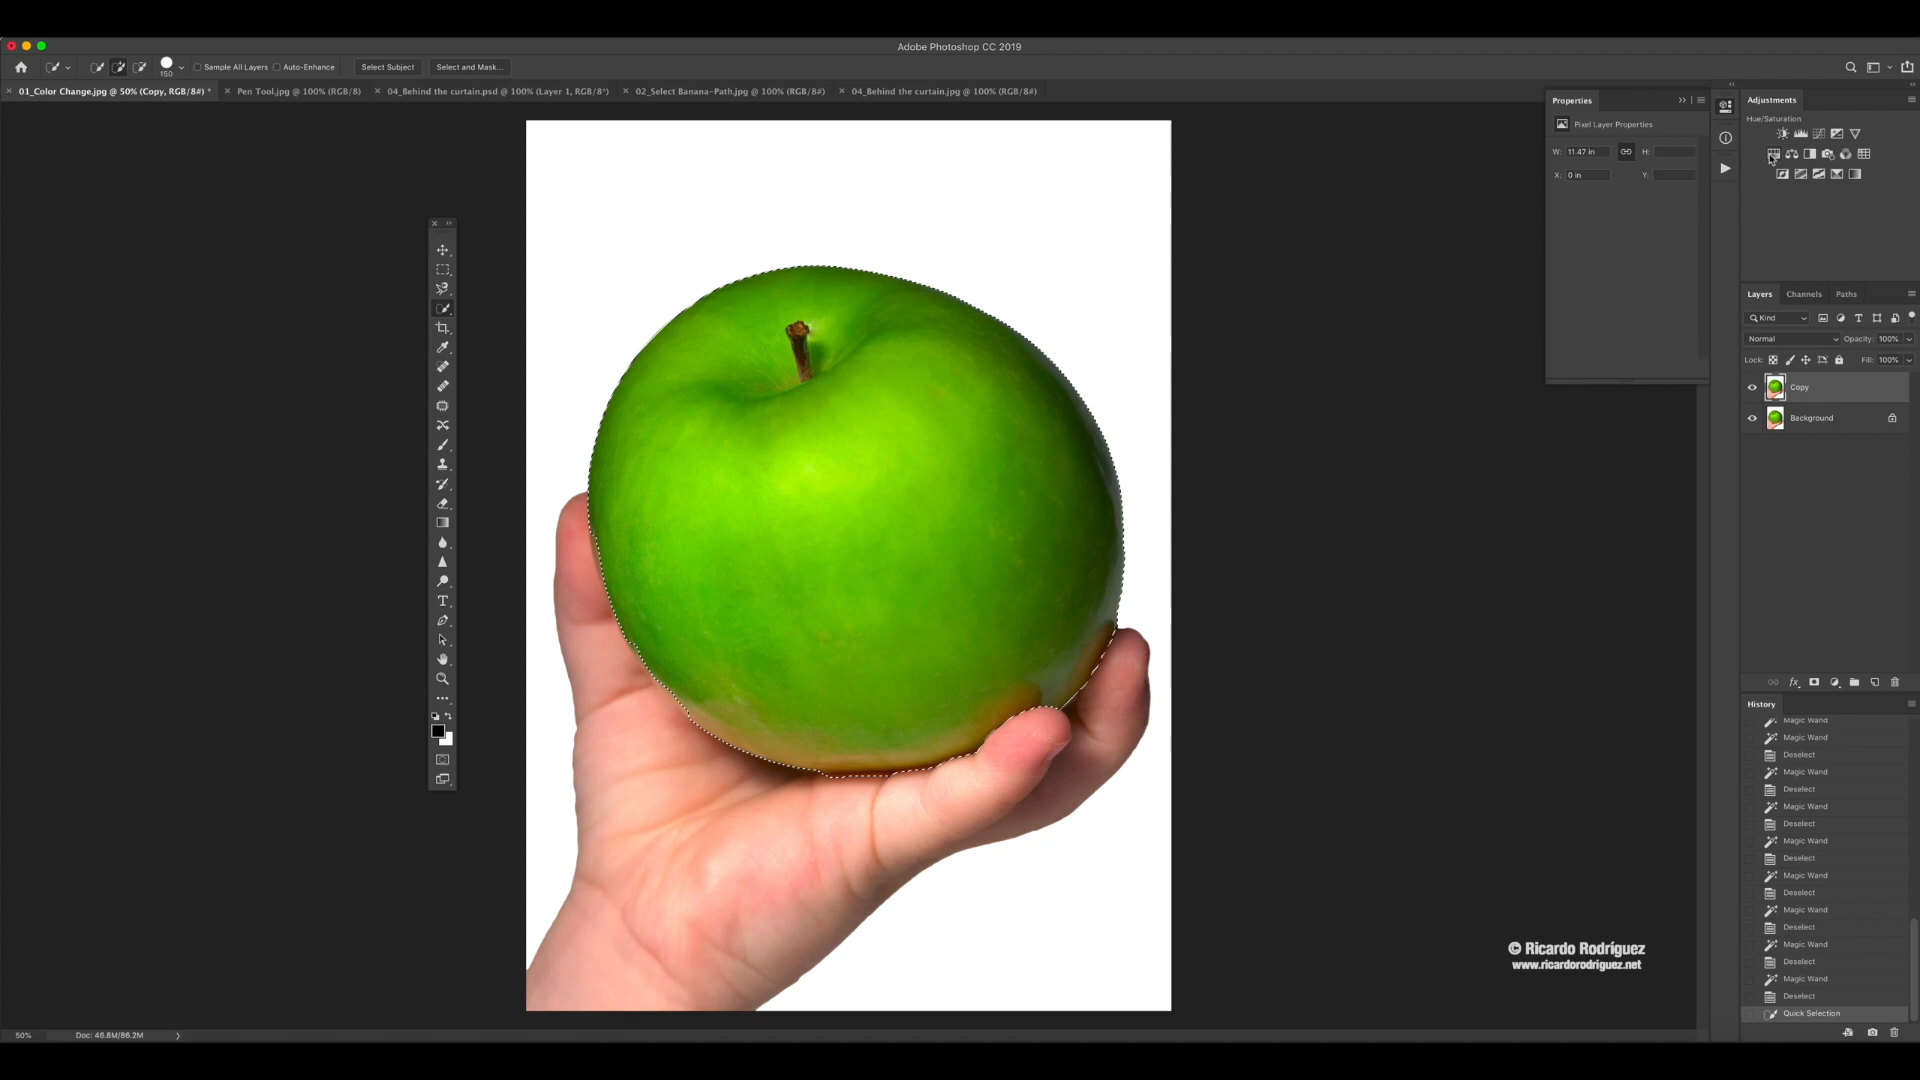 Adobe Photoshop CC 2019
150
Sample All Layers
Auto-Enhance
Select Subject
Select and Mask...
01_Color Change.jpg @ 50% (Copy, RGB/8#) *
Pen Tool.jpg @ 100% (RGB/8)
04_Behind the curtain.psd @ 100% (Layer 1, RGB/8*)
02_Select Banana-Path.jpg @ 100% (RGB/8#)
04_Behind the curtain.jpg @ 100% (RGB/8#)
Properties
Pixel Layer Properties
W: 11.47 in
H:
X: 0 in
Y:
Adjustments
Hue/Saturation
Layers
Channels
Paths
Kind
Normal
Opacity: 100%
Lock:
Fill: 100%
Copy
Background
History
Magic Wand
Magic Wand
Deselect
Magic Wand
Deselect
Magic Wand
Deselect
Magic Wand
Deselect
Magic Wand
Deselect
Magic Wand
Deselect
Magic Wand
Deselect
Magic Wand
Deselect
Quick Selection
© Ricardo Rodríguez
www.ricardorodriguez.net
50%
Doc: 46.8M/86.2M